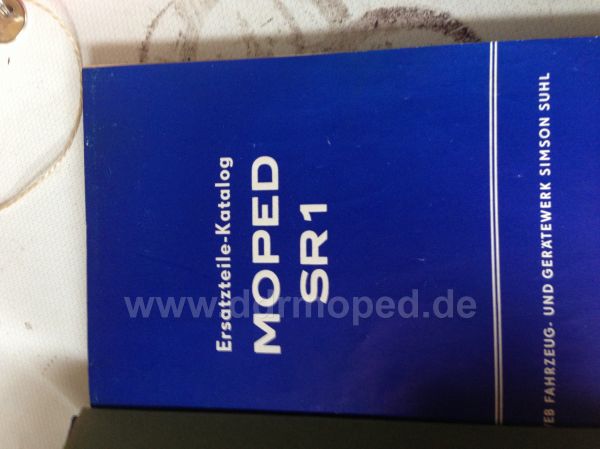 Ersatzteile-Katalog
MOPED
SR1
VEB FAHRZEUG- UND GERÄTEWERK SIMSON SUHL
www.ddrmoped.de